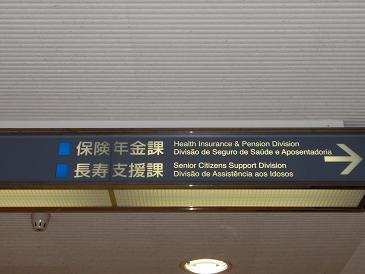 保険年金課
Health Insurance & Pension Division
Divisão de Seguro de Saúde e Aposentadoris
長寿支援課
Senior Citizens Support Division
Divisão de Assistência aos Idosos